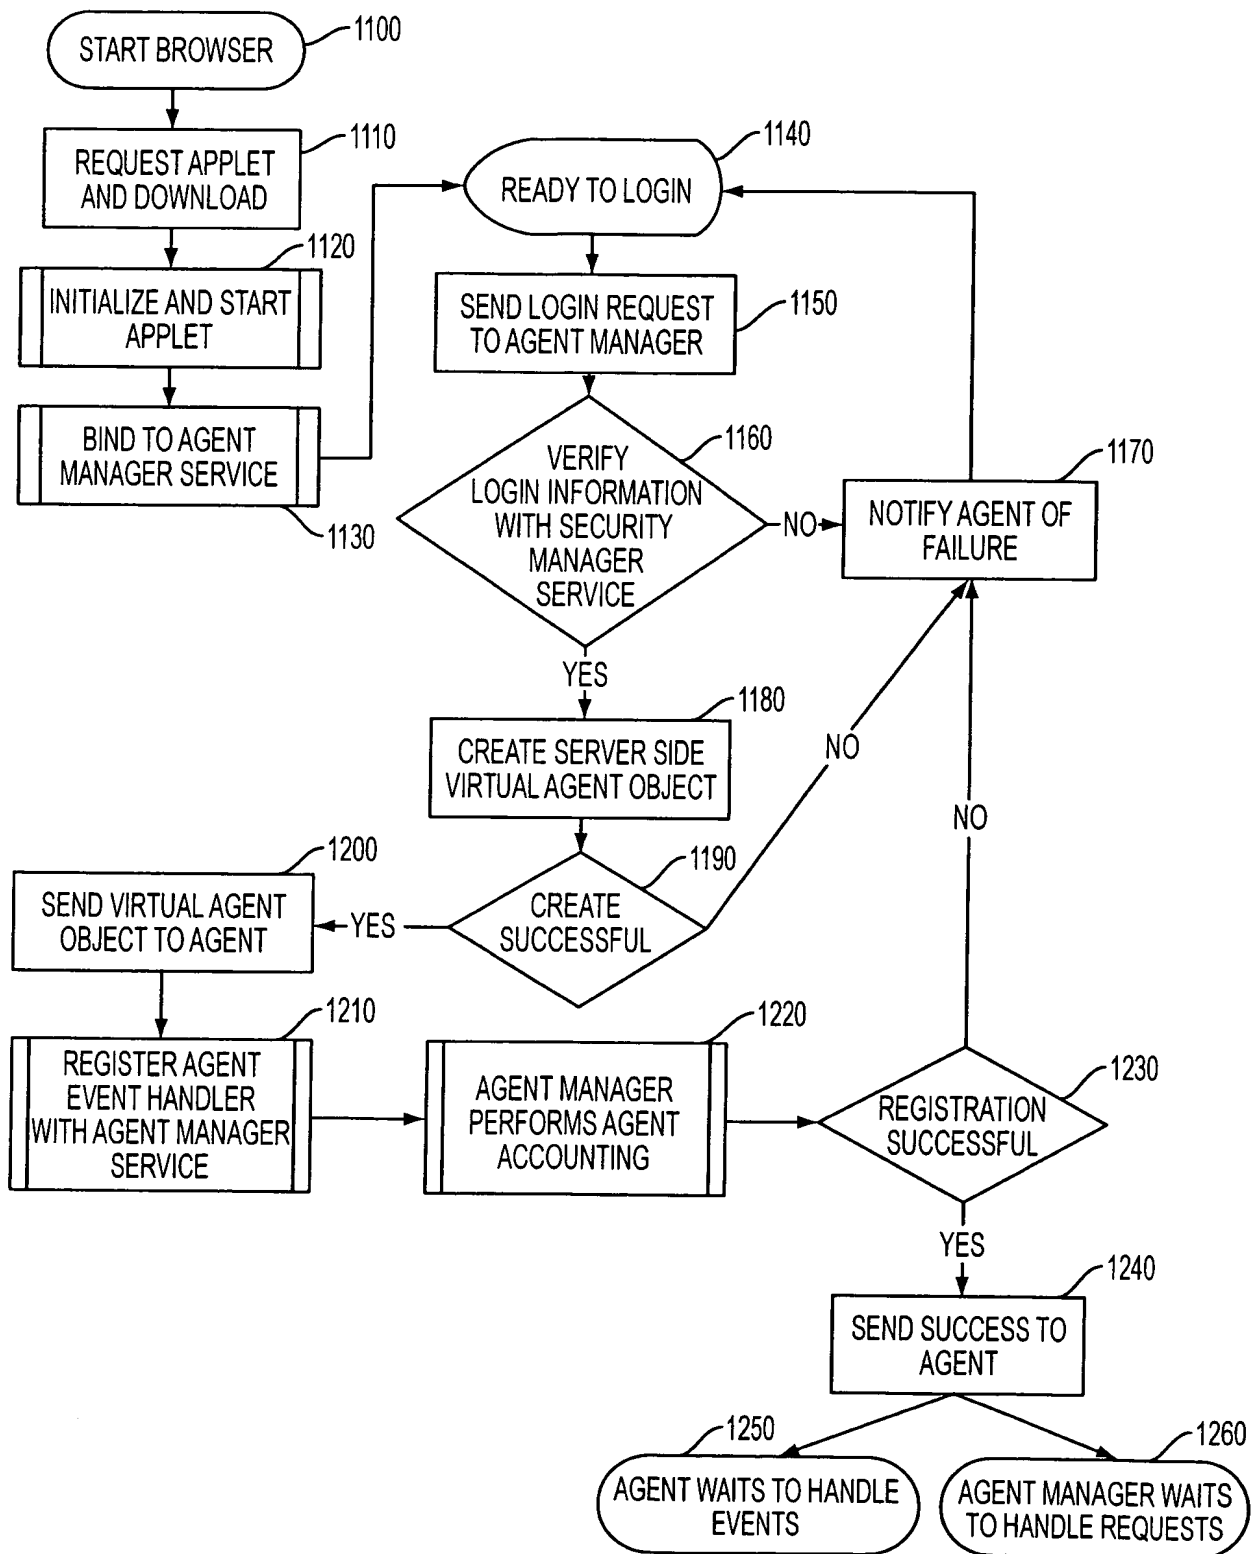 START BROWSER
1100
REQUEST APPLET
AND DOWNLOAD
1110
INITIALIZE AND START
APPLET
1120
BIND TO AGENT
MANAGER SERVICE
1130
READY TO LOGIN
1140
SEND LOGIN REQUEST
TO AGENT MANAGER
1150
VERIFY
LOGIN INFORMATION
WITH SECURITY
MANAGER
SERVICE
1160
NO
NOTIFY AGENT OF
FAILURE
1170
YES
CREATE SERVER SIDE
VIRTUAL AGENT OBJECT
1180
CREATE
SUCCESSFUL
1190
NO
YES
SEND VIRTUAL AGENT
OBJECT TO AGENT
1200
REGISTER AGENT
EVENT HANDLER
WITH AGENT MANAGER
SERVICE
1210
AGENT MANAGER
PERFORMS AGENT
ACCOUNTING
1220
REGISTRATION
SUCCESSFUL
1230
NO
YES
SEND SUCCESS TO
AGENT
1240
AGENT WAITS TO HANDLE
EVENTS
1250
AGENT MANAGER WAITS
TO HANDLE REQUESTS
1260